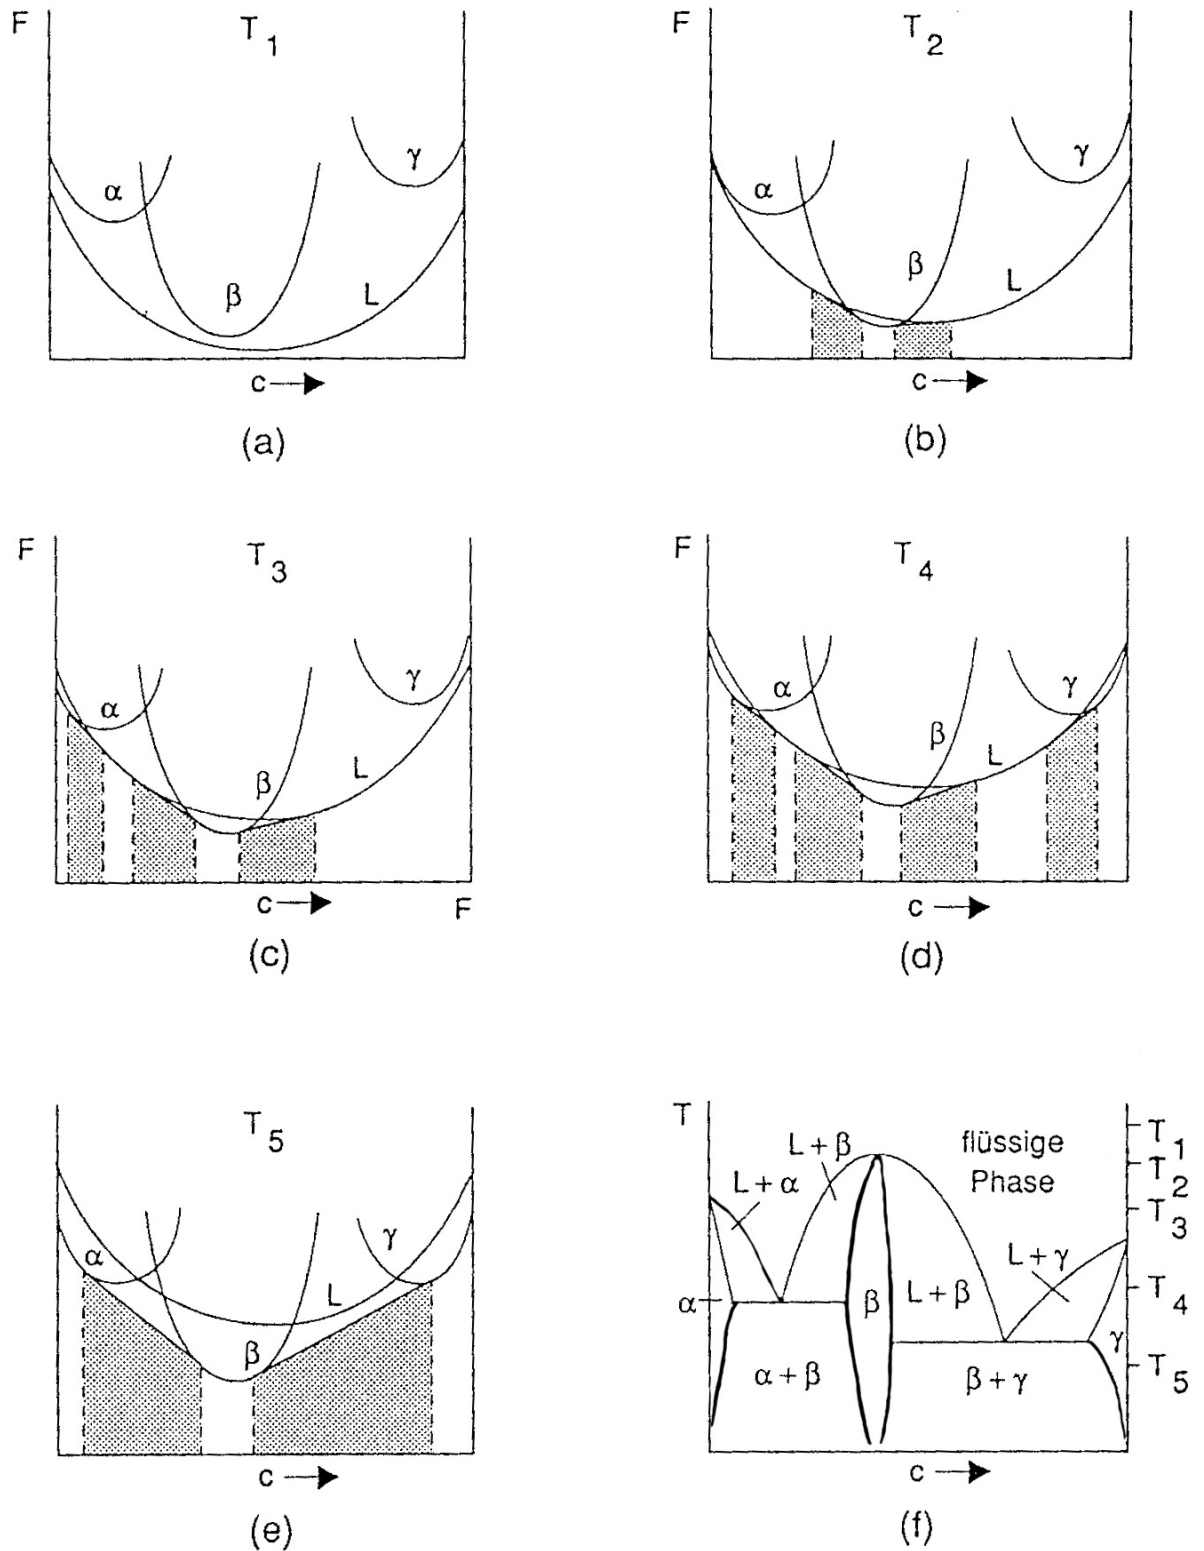 F
T₁
α
γ
β
L
c
(a)
F
T₂
α
γ
β
L
c
(b)
F
T₃
α
γ
β
L
c
F
(c)
F
T₄
α
γ
β
L
c
(d)
T₅
α
γ
L
β
c
(e)
T
L + β
flüssige
Phase
L + α
T₁
T₂
T₃
L + γ
α
β
L + β
T₄
γ
α + β
β + γ
T₅
c
(f)